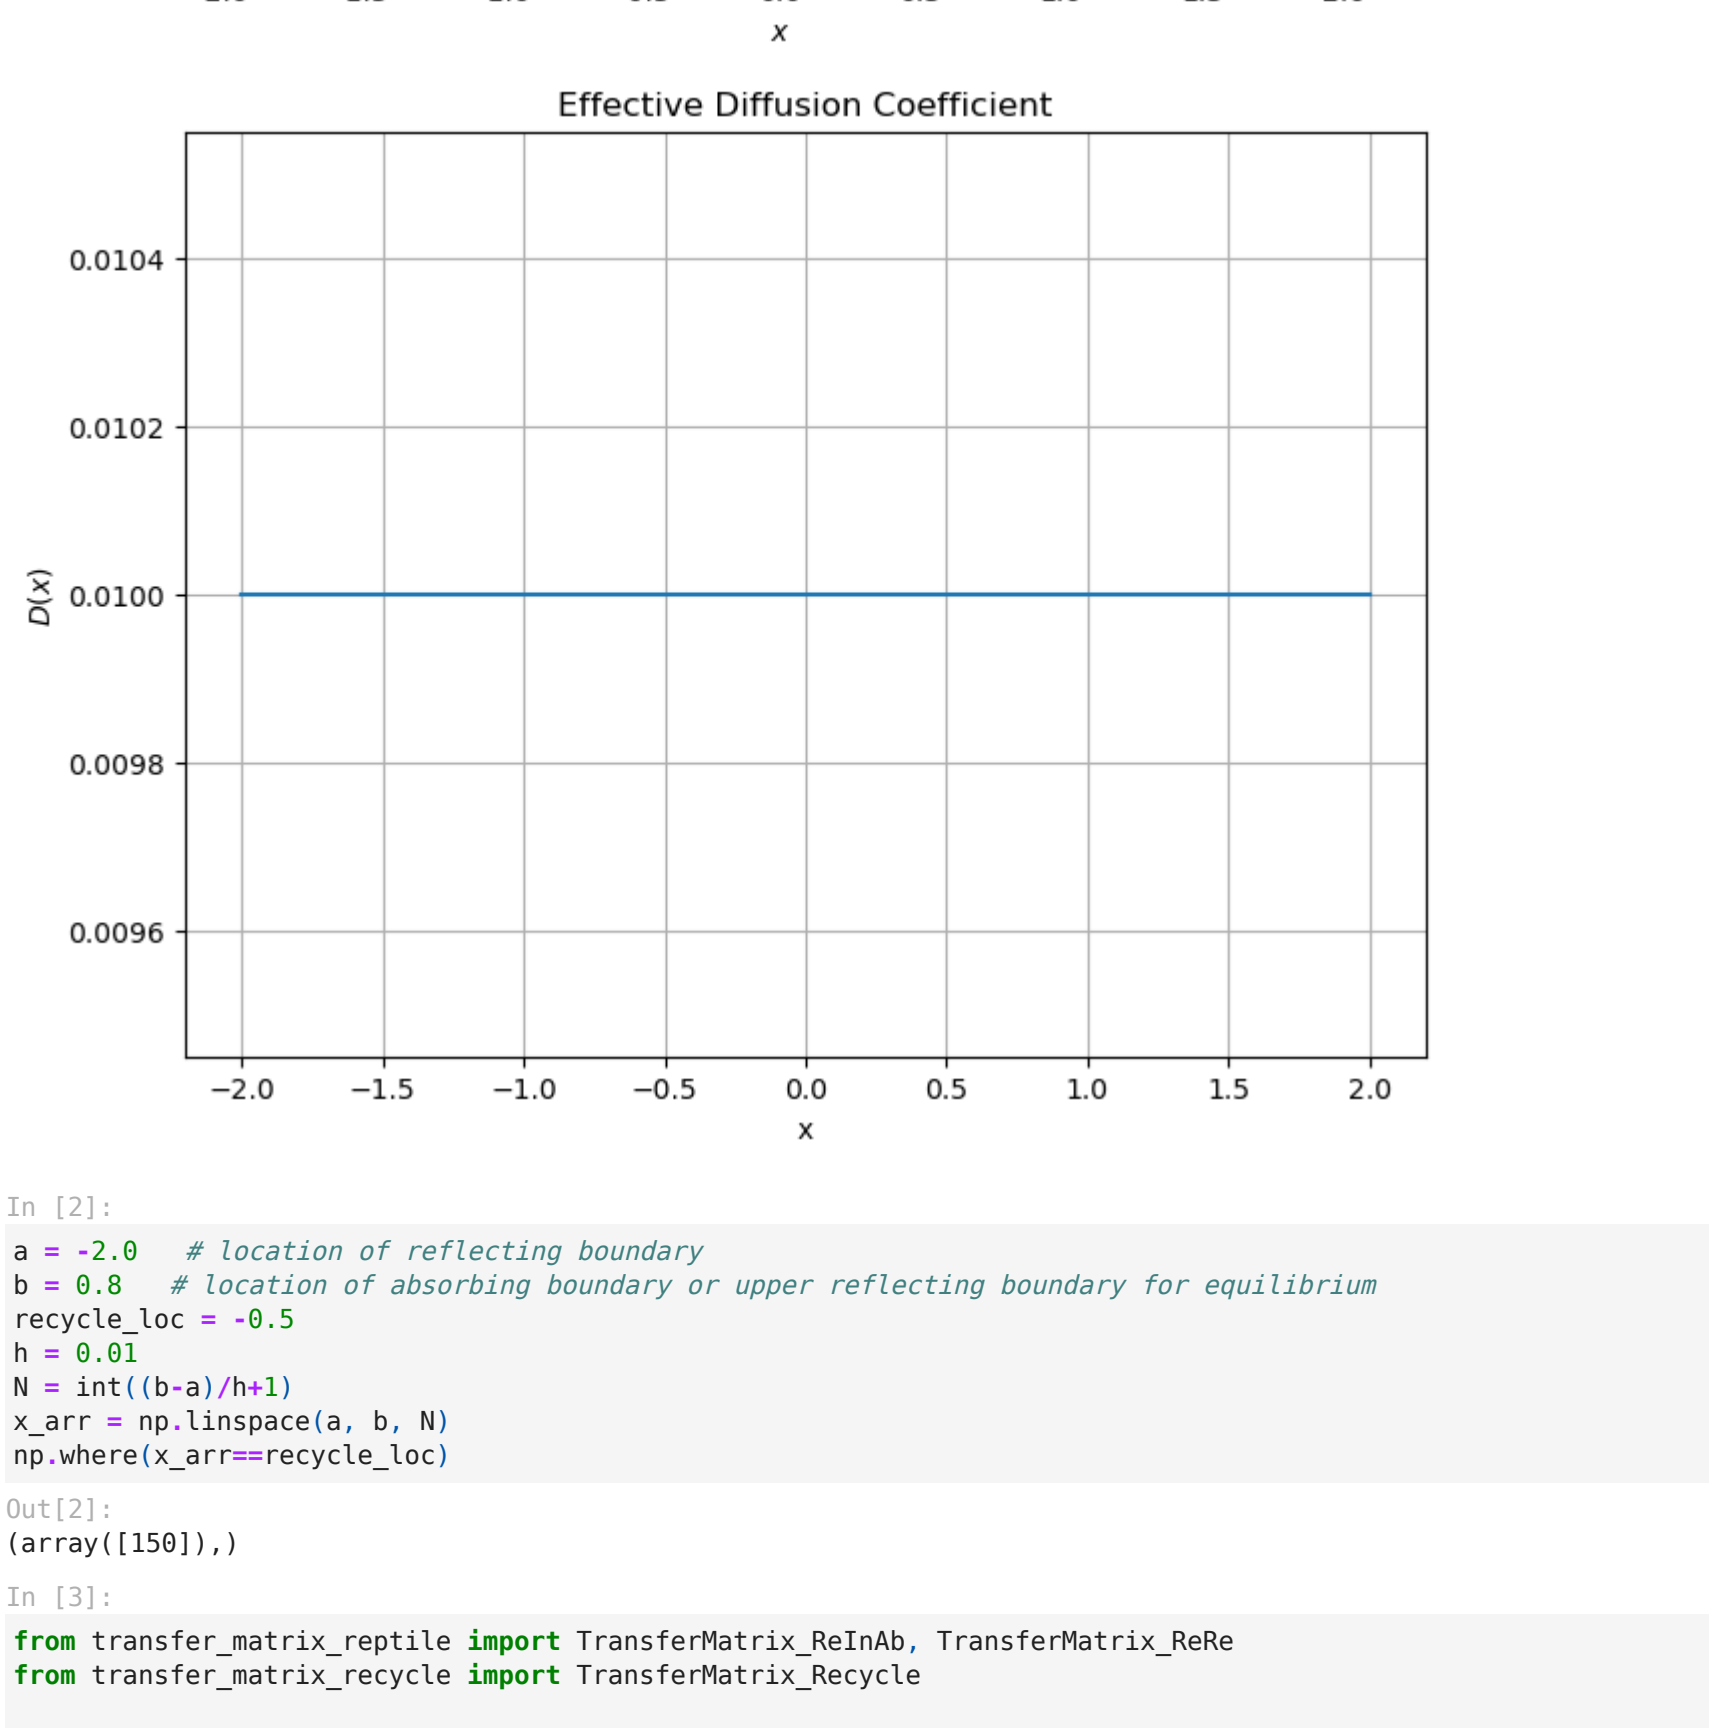 x
Effective Diffusion Coefficient
0.0104
0.0102
0.0100
0.0098
0.0096
D(x)
−2.0 −1.5 −1.0 −0.5 0.0 0.5 1.0 1.5 2.0
x
In [2]:
a = -2.0   # location of reflecting boundary
b = 0.8   # location of absorbing boundary or upper reflecting boundary for equilibrium
recycle_loc = -0.5
h = 0.01
N = int((b-a)/h+1)
x_arr = np.linspace(a, b, N)
np.where(x_arr==recycle_loc)
Out[2]:
(array([150]),)
In [3]:
from transfer_matrix_reptile import TransferMatrix_ReInAb, TransferMatrix_ReRe
from transfer_matrix_recycle import TransferMatrix_Recycle